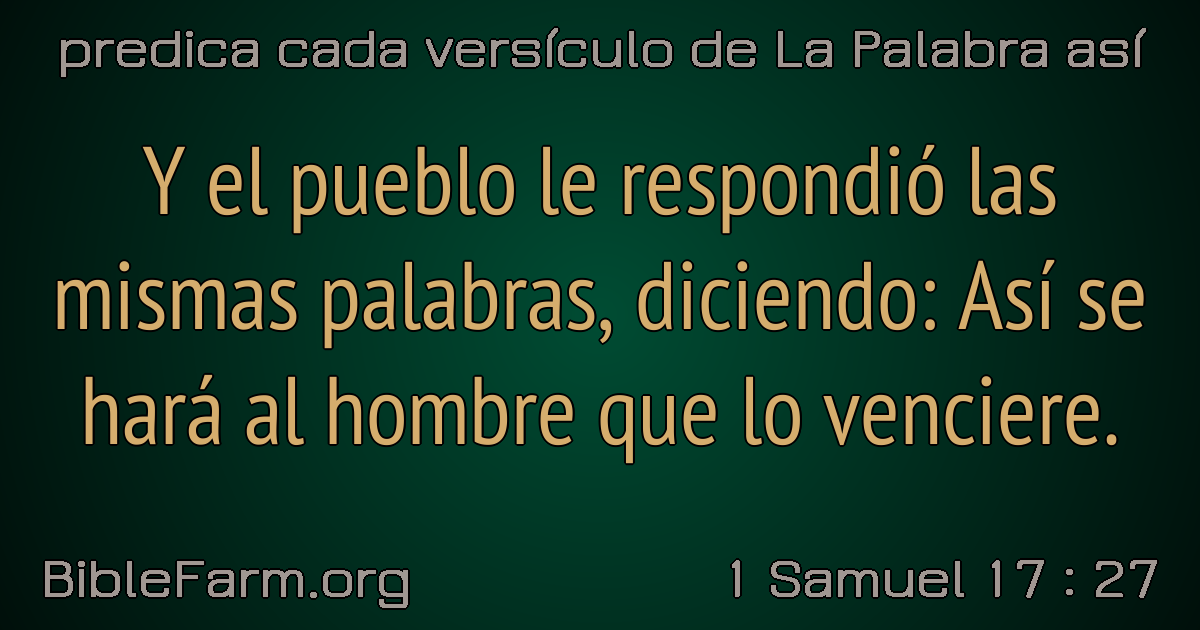 predica cada versículo de La Palabra así
Y el pueblo le respondió las
mismas palabras, diciendo: Así se
hará al hombre que lo venciere.
BibleFarm.org
1 Samuel 17 : 27